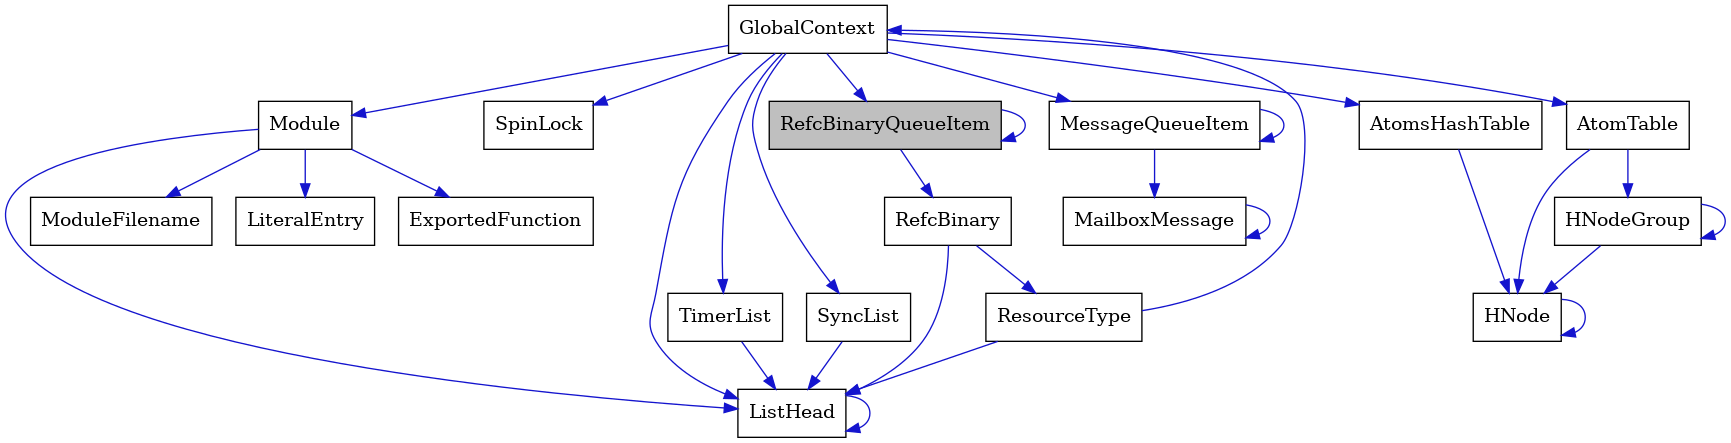 GlobalContext
Module
SpinLock
RefcBinaryQueueItem
MessageQueueItem
AtomsHashTable
AtomTable
ModuleFilename
LiteralEntry
ExportedFunction
RefcBinary
MailboxMessage
HNodeGroup
TimerList
SyncList
ResourceType
HNode
ListHead